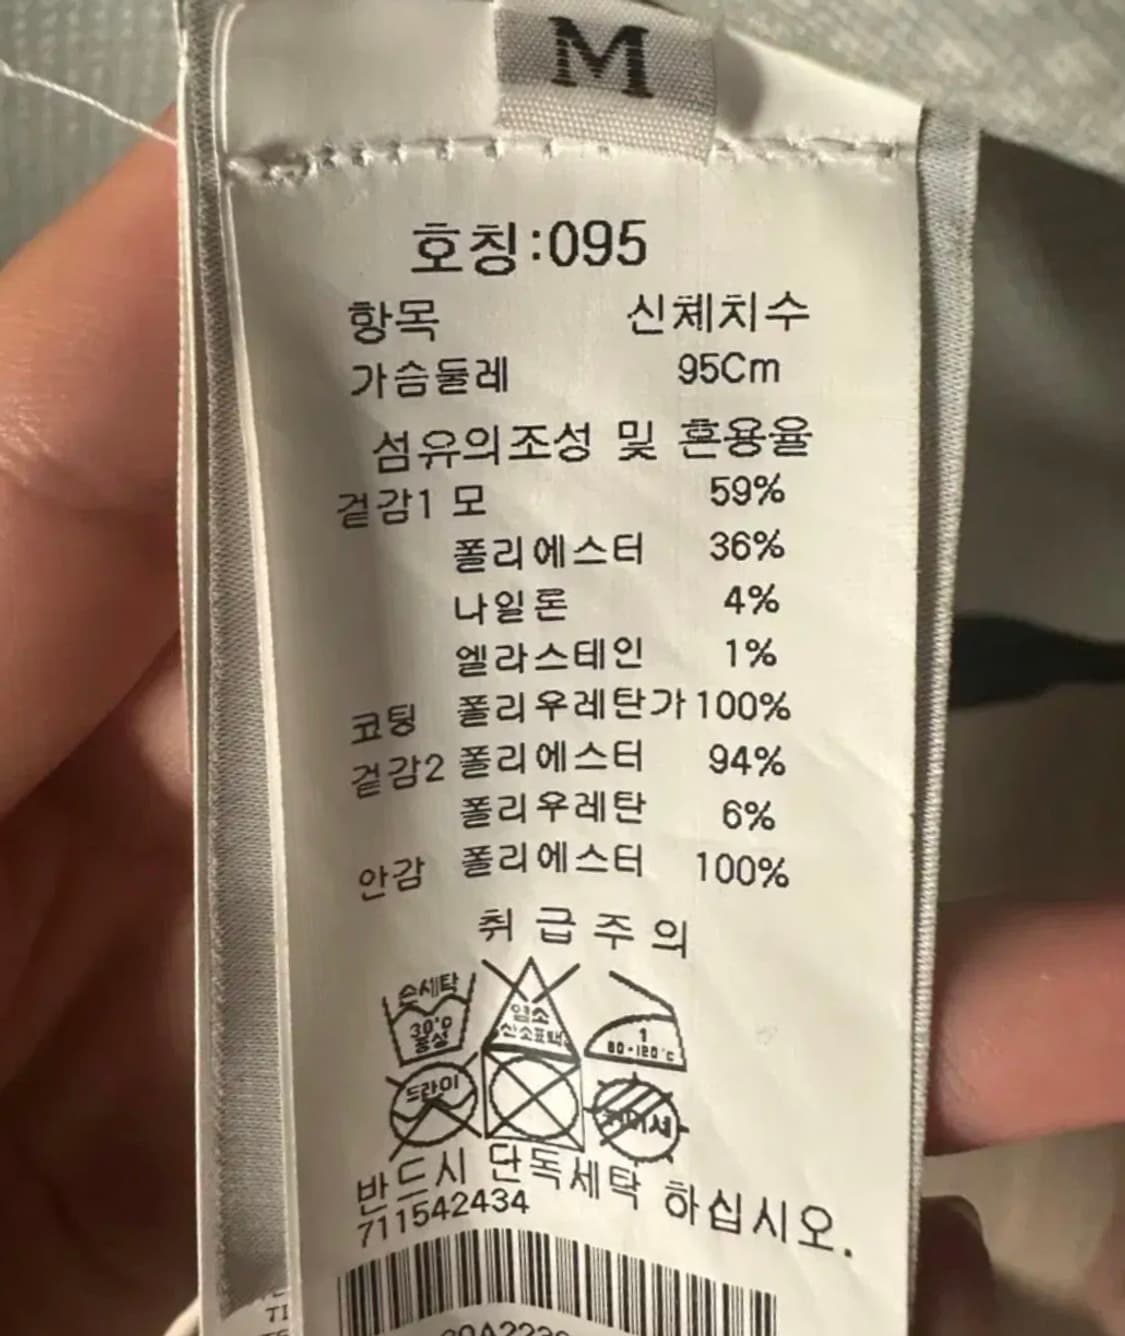 M
호칭:095
항목 신체치수
가슴둘레 95Cm
섬유의조성 및 혼용율
겉감1 모 59%
폴리에스터 36%
나일론 4%
엘라스테인 1%
코팅 폴리우레탄가 100%
겉감2 폴리에스터 94%
폴리우레탄 6%
안감 폴리에스터 100%
취급주의
손세탁 30°C 중성
염소 산소표백
1 80-120°C
드라이
반드시 단독세탁 하십시오.
711542434